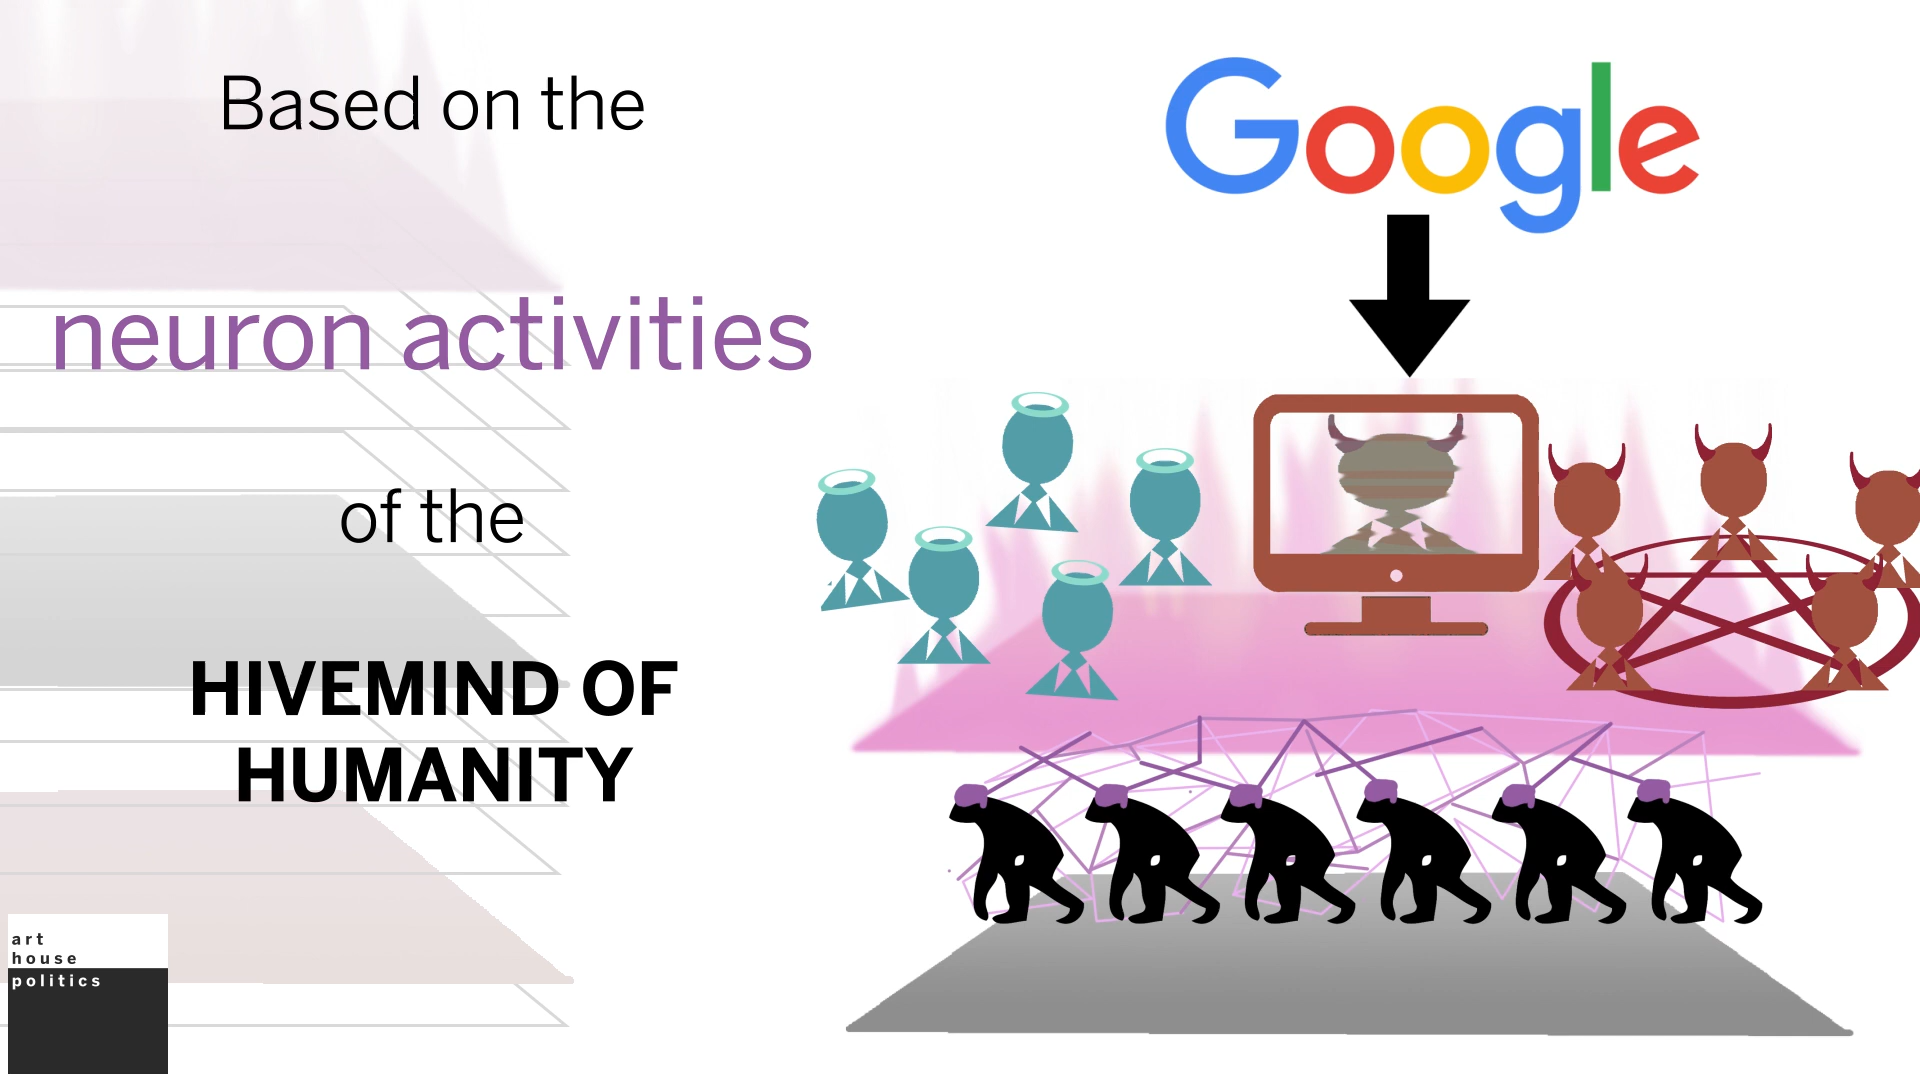 Based on the
neuron activities
of the
HIVEMIND OF
HUMANITY
Google
art
house
politics